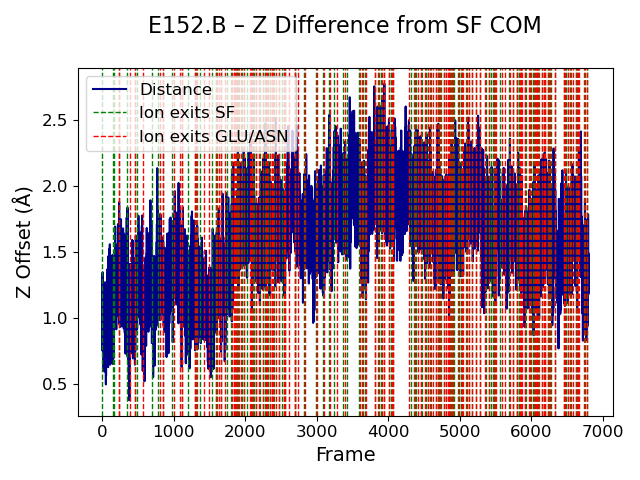 E152.B – Z Difference from SF COM
Distance
Ion exits SF
Ion exits GLU/ASN
Z Offset (Å)
2.5
2.0
1.5
1.0
0.5
0 1000 2000 3000 4000 5000 6000 7000
Frame